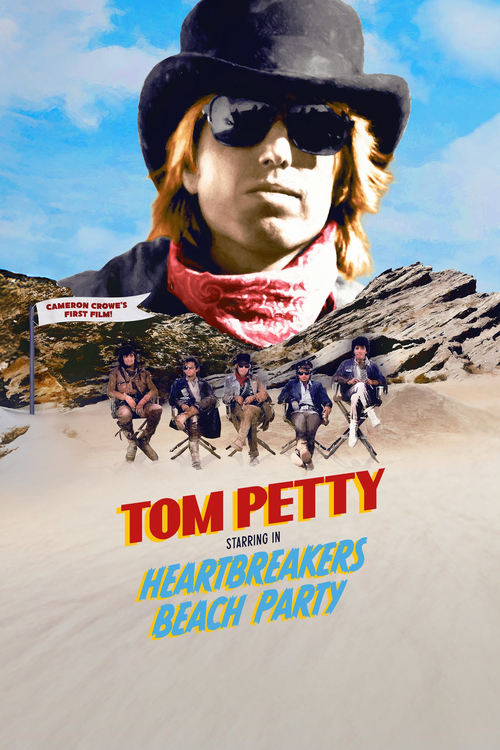 CAMERON CROWE'S
FIRST FILM!
TOM PETTY
STARRING IN
HEARTBREAKERS
BEACH PARTY